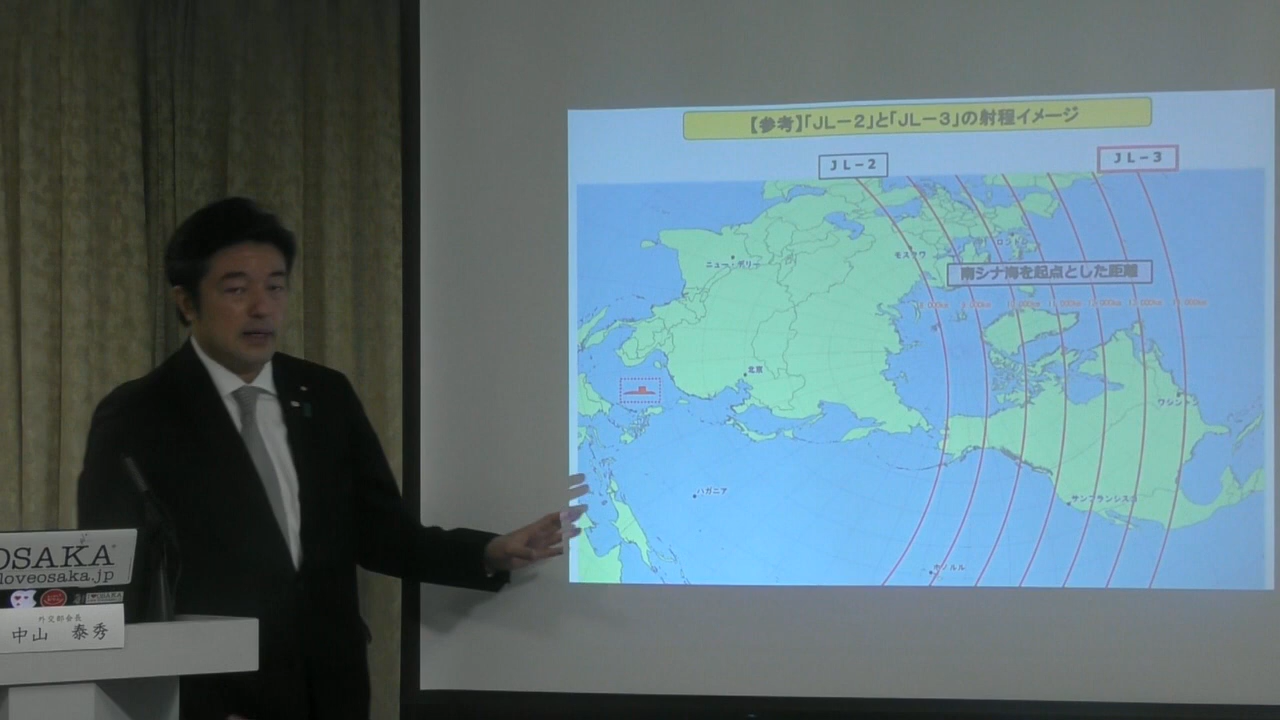 【参考】「JL－2」と「JL－3」の射程イメージ
JL－2
JL－3
ロンドン
モスクワ
ニュー・デリー
南シナ海を起点とした距離
北京
ワシントン
ハガニア
サンフランシスコ
ホノルル
OSAKA
loveosaka.jp
外交部会長
中山 泰秀